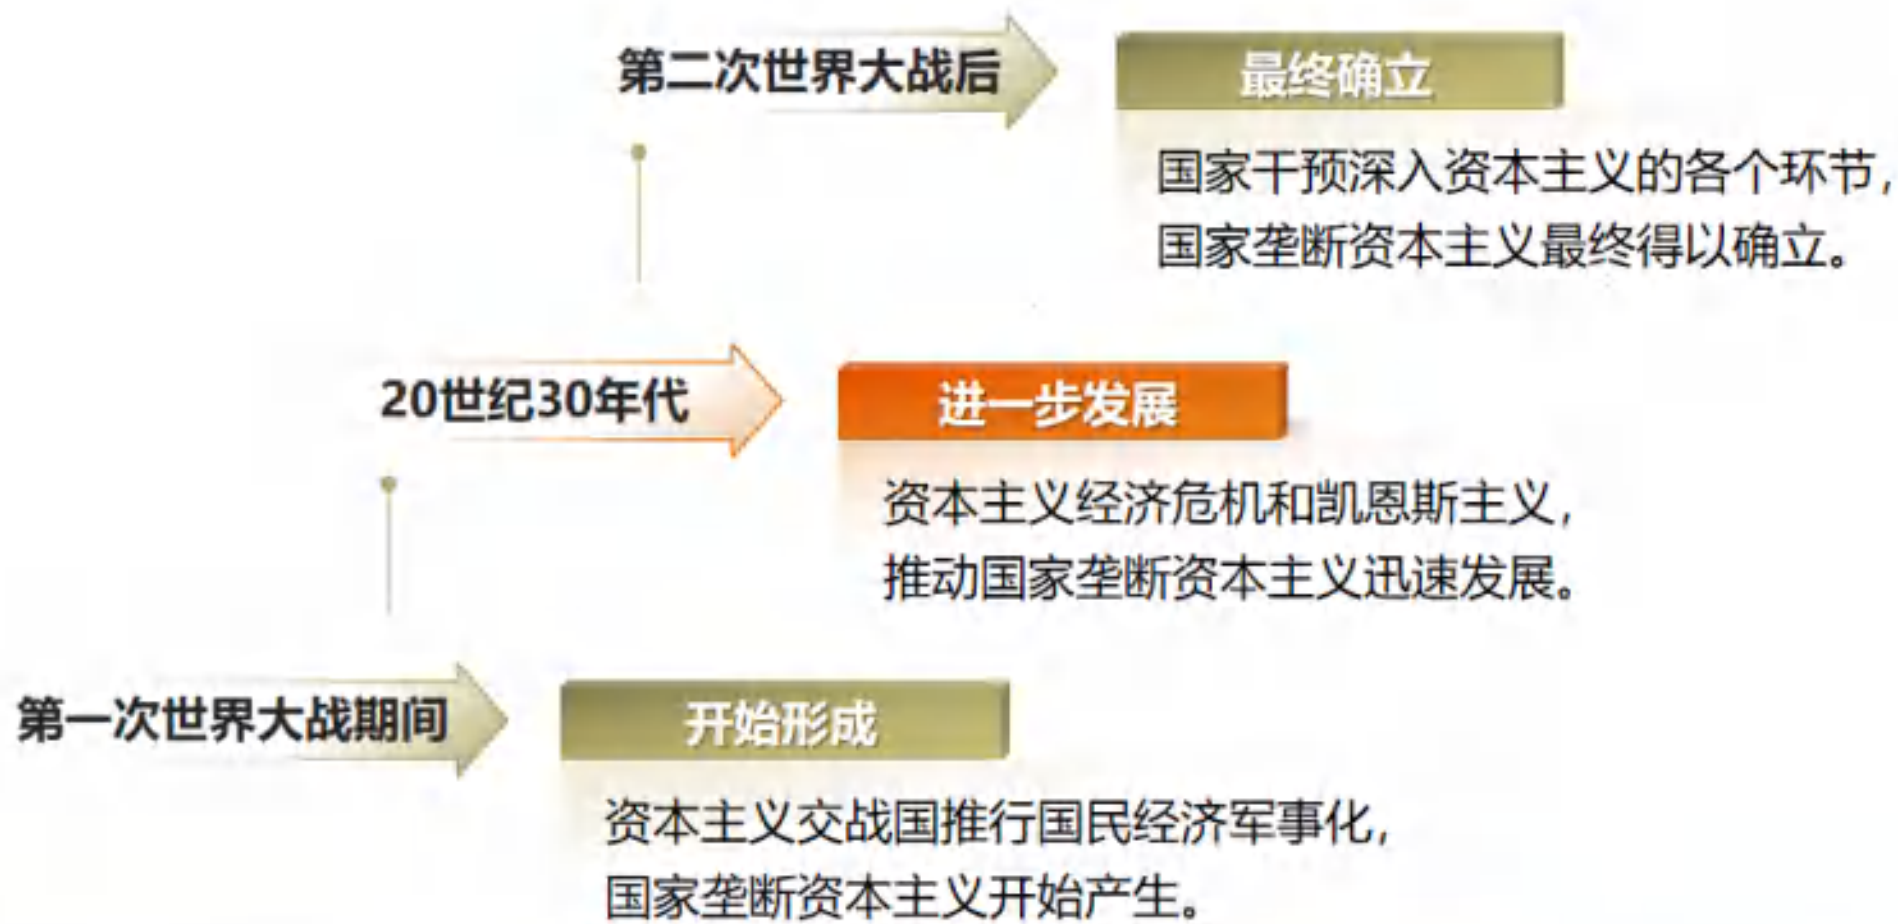 第二次世界大战后
最终确立
国家干预深入资本主义的各个环节，
国家垄断资本主义最终得以确立。
20世纪30年代
进一步发展
资本主义经济危机和凯恩斯主义，
推动国家垄断资本主义迅速发展。
第一次世界大战期间
开始形成
资本主义交战国推行国民经济军事化，
国家垄断资本主义开始产生。